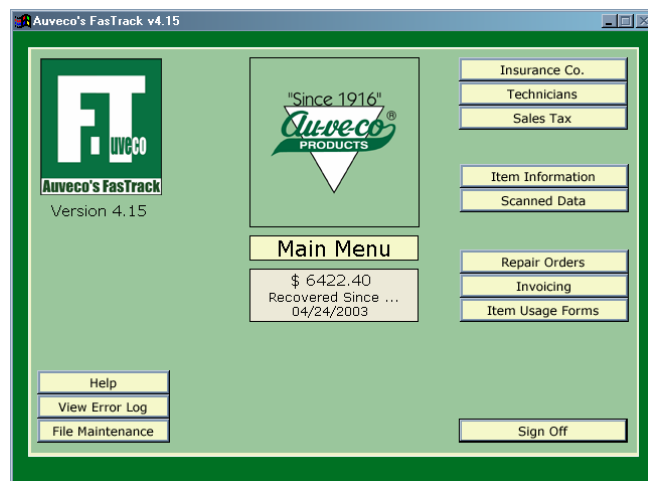 Auveco's FasTrack v4.15
F.T
uveco
Auveco's FasTrack
Version 4.15
"Since 1916"
Au-ve-co®
PRODUCTS
Main Menu
$ 6422.40
Recovered Since ...
04/24/2003
Insurance Co.
Technicians
Sales Tax
Item Information
Scanned Data
Repair Orders
Invoicing
Item Usage Forms
Help
View Error Log
File Maintenance
Sign Off